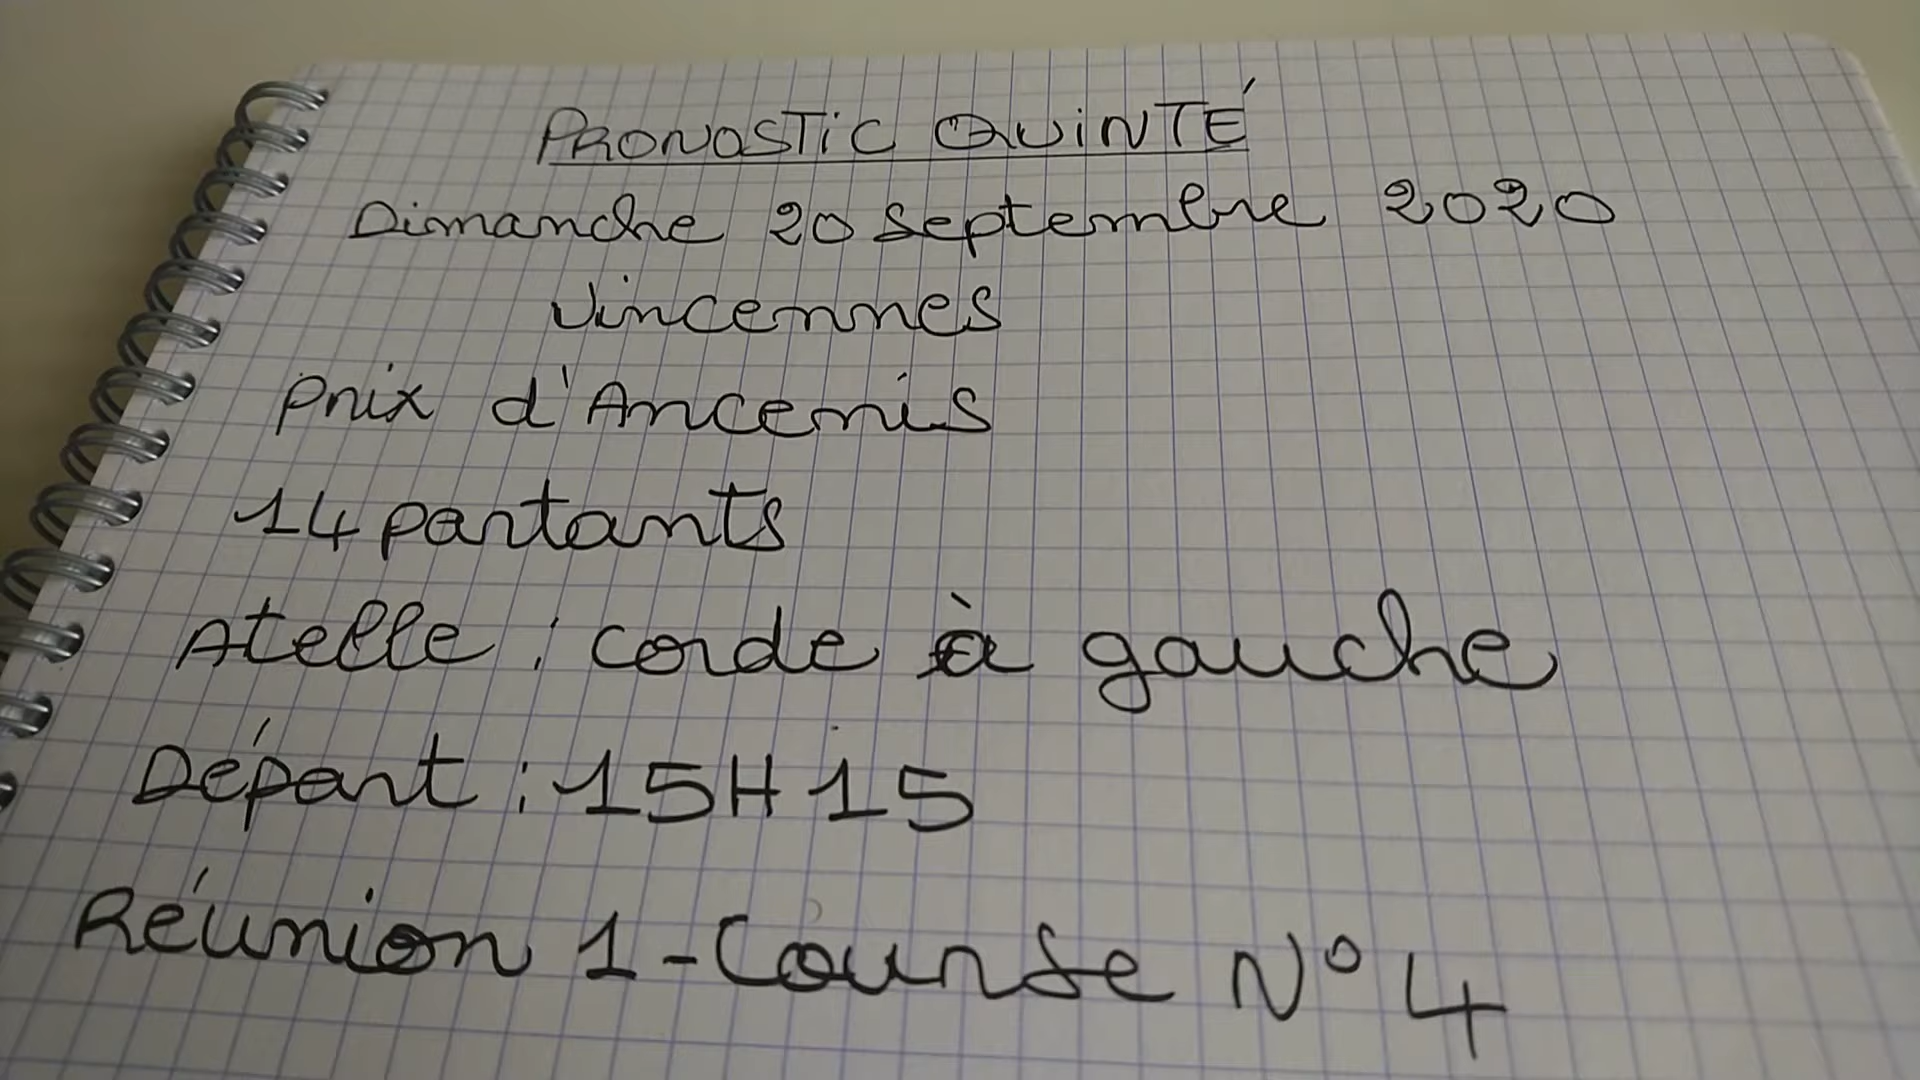 PRONOSTIC QUINTÉ
Dimanche 20 septembre 2020
Vincennes
Prix d'Ancenis
14 partants
Atelle : corde à gauche
Départ : 15H15
Réunion 1 - Course N° 4